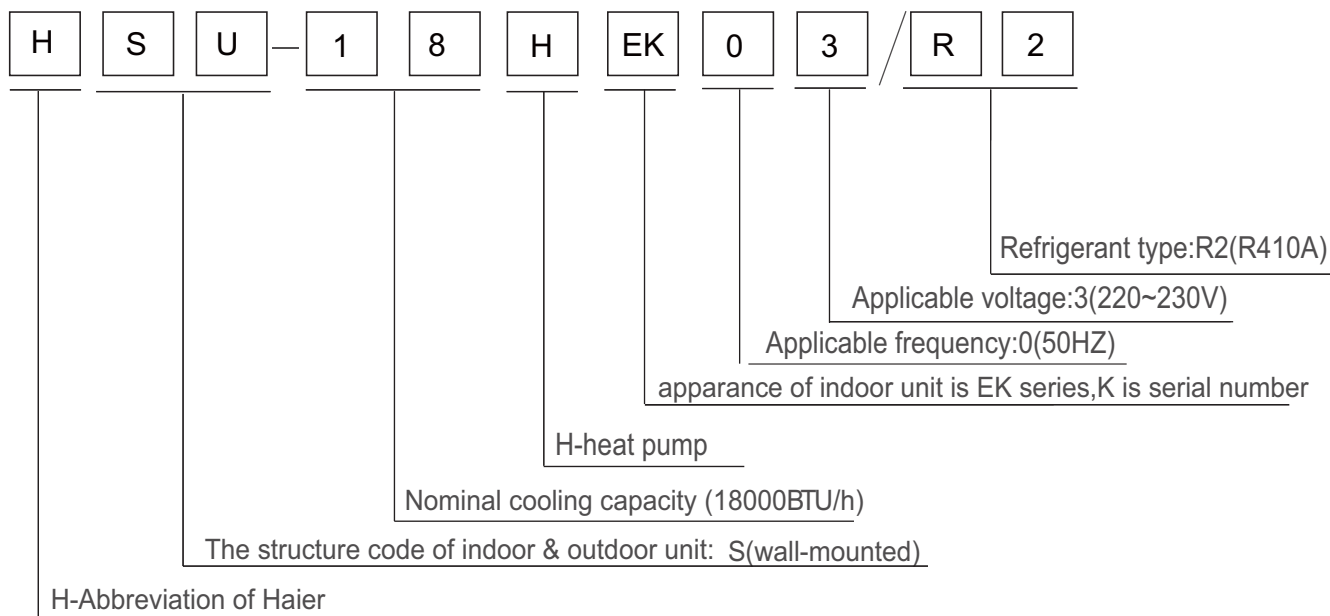 H S U — 1 8 H EK 0 3 / R 2
Refrigerant type:R2(R410A)
Applicable voltage:3(220~230V)
Applicable frequency:0(50HZ)
apparance of indoor unit is EK series,K is serial number
H-heat pump
Nominal cooling capacity (18000BTU/h)
The structure code of indoor & outdoor unit: S(wall-mounted)
H-Abbreviation of Haier